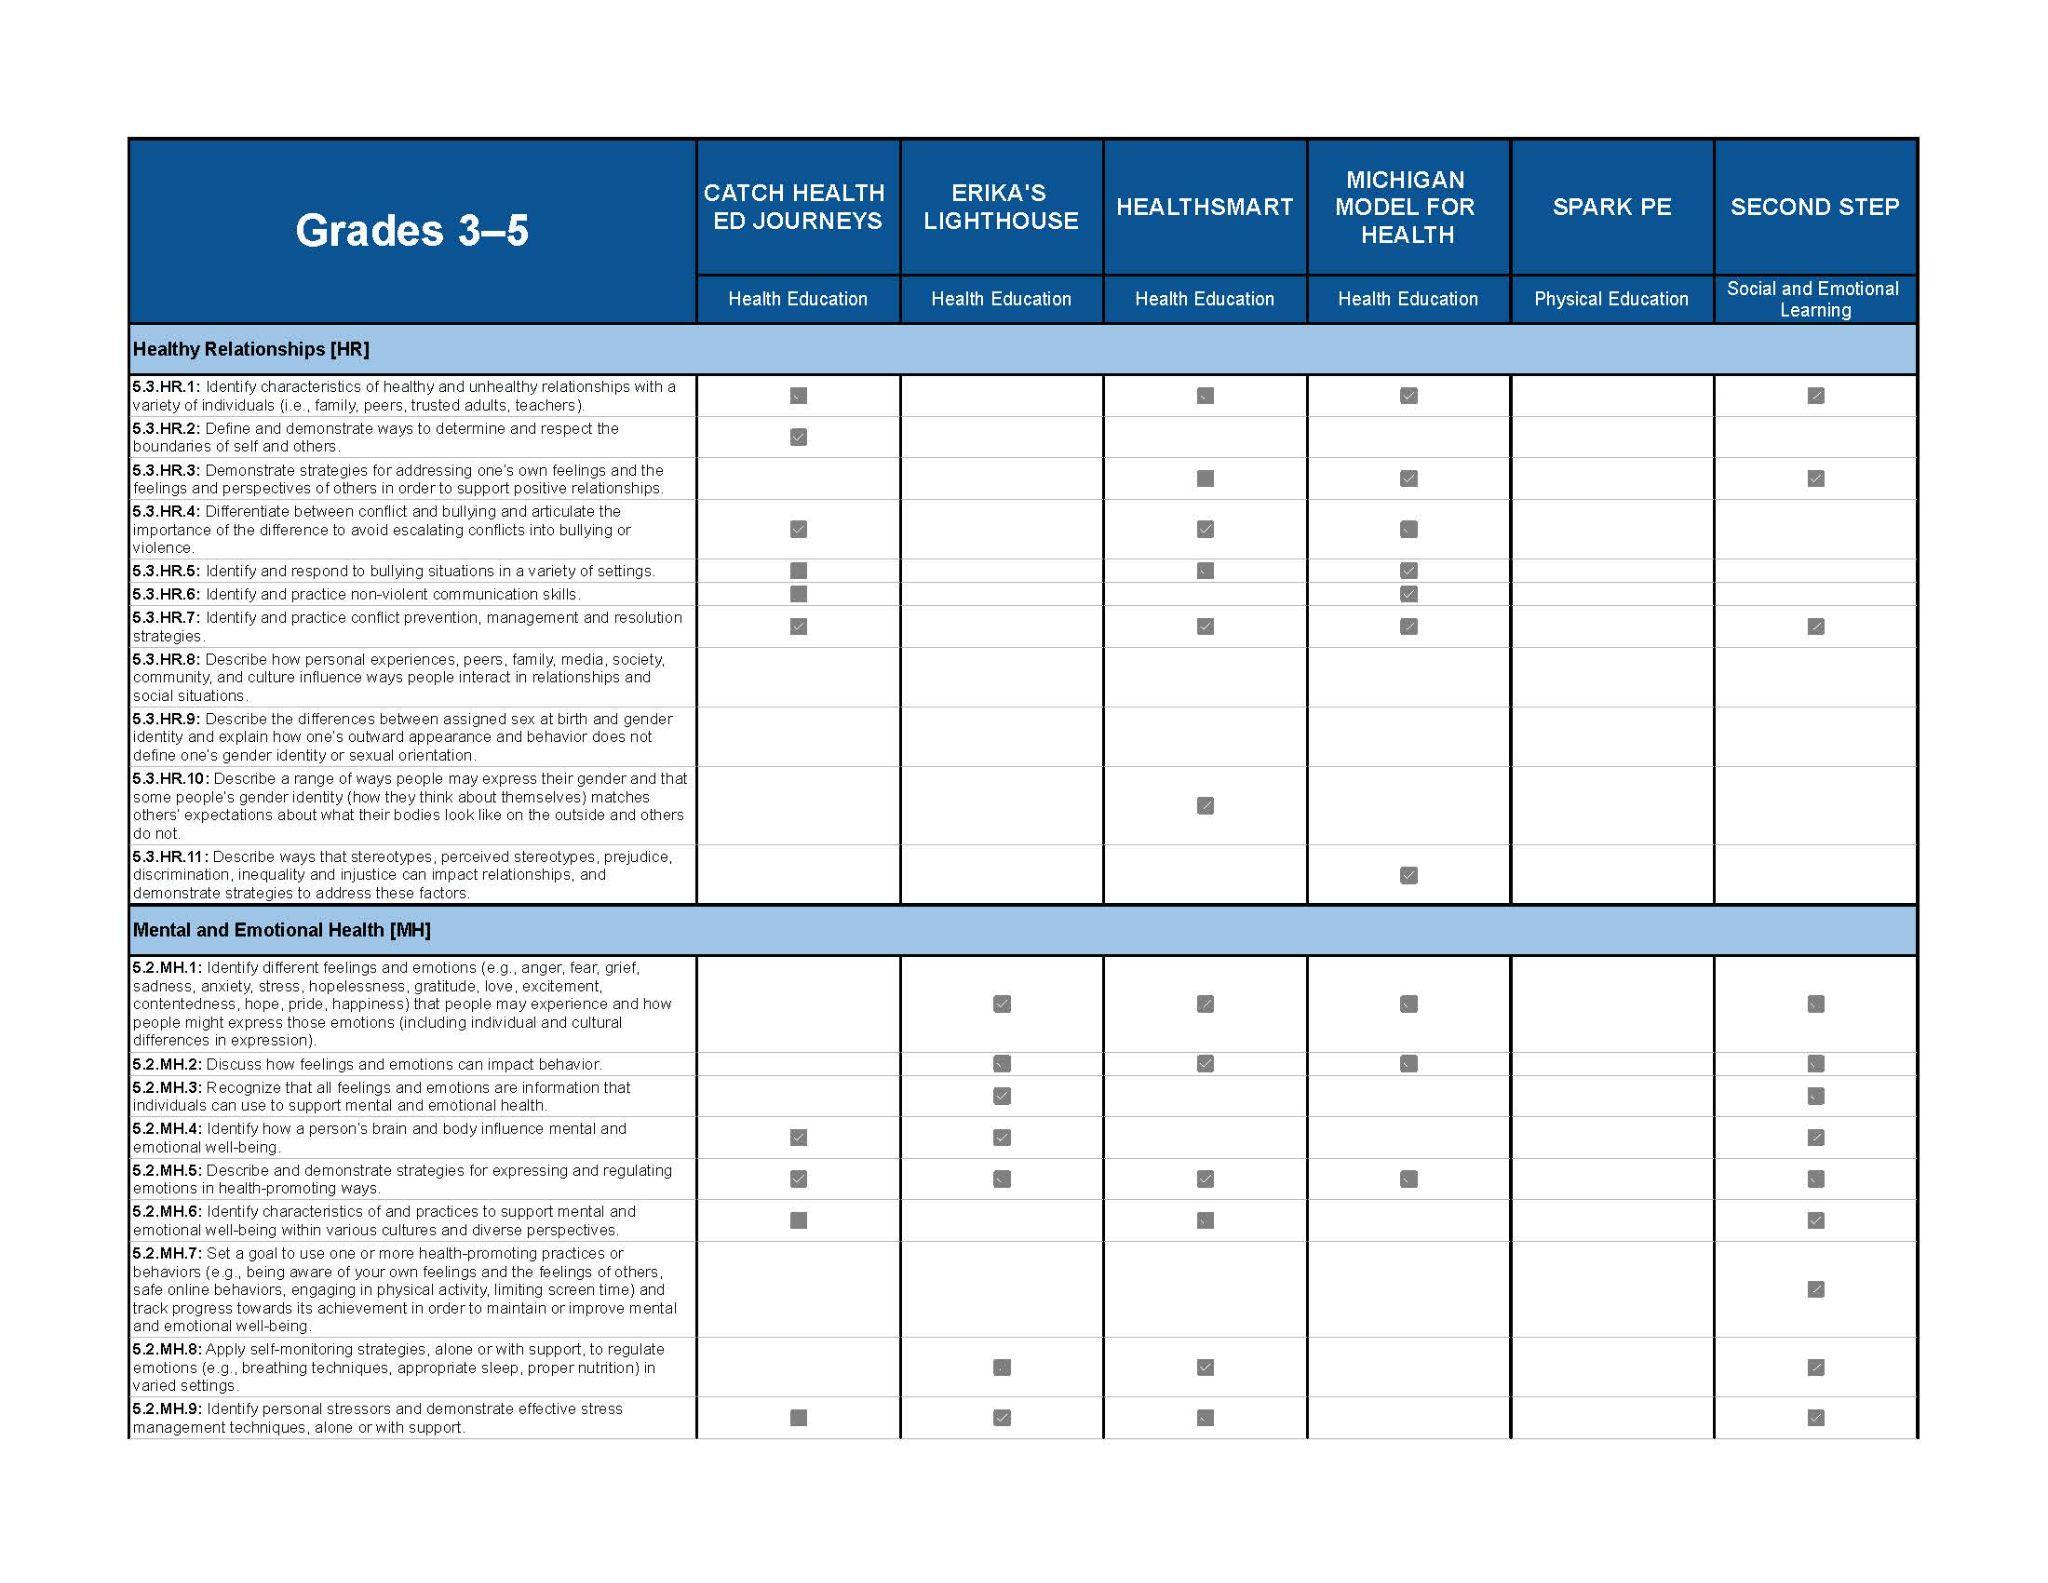 Grades 3–5
CATCH HEALTH
ED JOURNEYS
ERIKA'S
LIGHTHOUSE
HEALTHSMART
MICHIGAN
MODEL FOR
HEALTH
SPARK PE
SECOND STEP
Health Education
Health Education
Health Education
Health Education
Physical Education
Social and Emotional
Learning
Healthy Relationships [HR]
5.3.HR.1: Identify characteristics of healthy and unhealthy relationships with a
variety of individuals (i.e., family, peers, trusted adults, teachers).
5.3.HR.2: Define and demonstrate ways to determine and respect the
boundaries of self and others.
5.3.HR.3: Demonstrate strategies for addressing one's own feelings and the
feelings and perspectives of others in order to support positive relationships.
5.3.HR.4: Differentiate between conflict and bullying and articulate the
importance of the difference to avoid escalating conflicts into bullying or
violence.
5.3.HR.5: Identify and respond to bullying situations in a variety of settings.
5.3.HR.6: Identify and practice non-violent communication skills.
5.3.HR.7: Identify and practice conflict prevention, management and resolution
strategies.
5.3.HR.8: Describe how personal experiences, peers, family, media, society,
community, and culture influence ways people interact in relationships and
social situations.
5.3.HR.9: Describe the differences between assigned sex at birth and gender
identity and explain how one's outward appearance and behavior does not
define one's gender identity or sexual orientation.
5.3.HR.10: Describe a range of ways people may express their gender and that
some people's gender identity (how they think about themselves) matches
others' expectations about what their bodies look like on the outside and others
do not.
5.3.HR.11: Describe ways that stereotypes, perceived stereotypes, prejudice,
discrimination, inequality and injustice can impact relationships, and
demonstrate strategies to address these factors.
Mental and Emotional Health [MH]
5.2.MH.1: Identify different feelings and emotions (e.g., anger, fear, grief,
sadness, anxiety, stress, hopelessness, gratitude, love, excitement,
contentedness, hope, pride, happiness) that people may experience and how
people might express those emotions (including individual and cultural
differences in expression).
5.2.MH.2: Discuss how feelings and emotions can impact behavior.
5.2.MH.3: Recognize that all feelings and emotions are information that
individuals can use to support mental and emotional health.
5.2.MH.4: Identify how a person's brain and body influence mental and
emotional well-being.
5.2.MH.5: Describe and demonstrate strategies for expressing and regulating
emotions in health-promoting ways.
5.2.MH.6: Identify characteristics of and practices to support mental and
emotional well-being within various cultures and diverse perspectives.
5.2.MH.7: Set a goal to use one or more health-promoting practices or
behaviors (e.g., being aware of your own feelings and the feelings of others,
safe online behaviors, engaging in physical activity, limiting screen time) and
track progress towards its achievement in order to maintain or improve mental
and emotional well-being.
5.2.MH.8: Apply self-monitoring strategies, alone or with support, to regulate
emotions (e.g., breathing techniques, appropriate sleep, proper nutrition) in
varied settings.
5.2.MH.9: Identify personal stressors and demonstrate effective stress
management techniques, alone or with support.